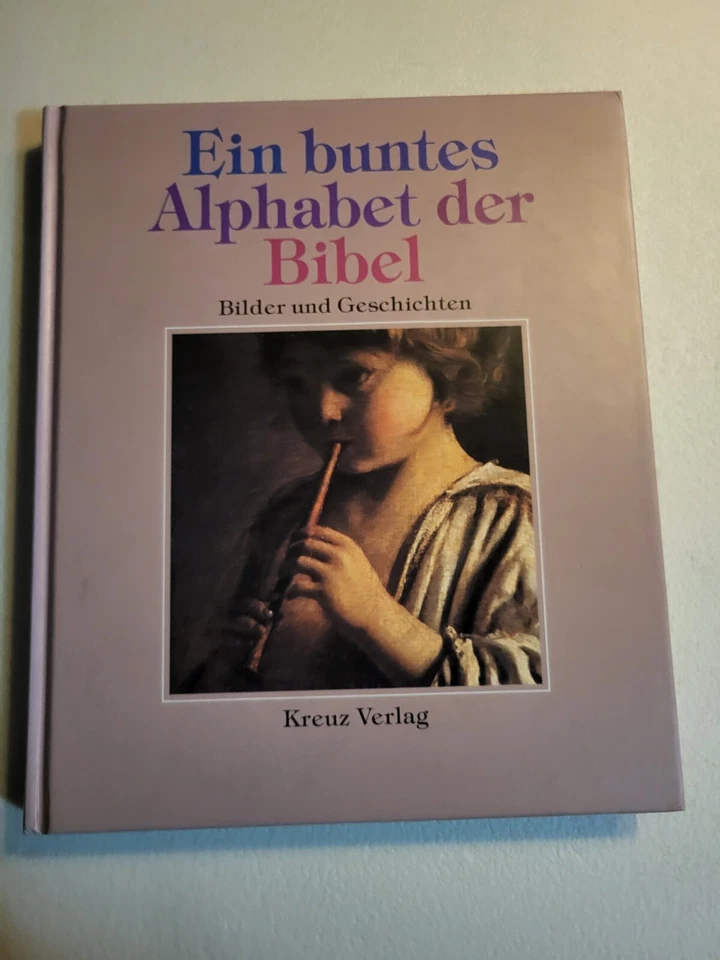 Ein buntes
Alphabet der
Bibel
Bilder und Geschichten
Kreuz Verlag